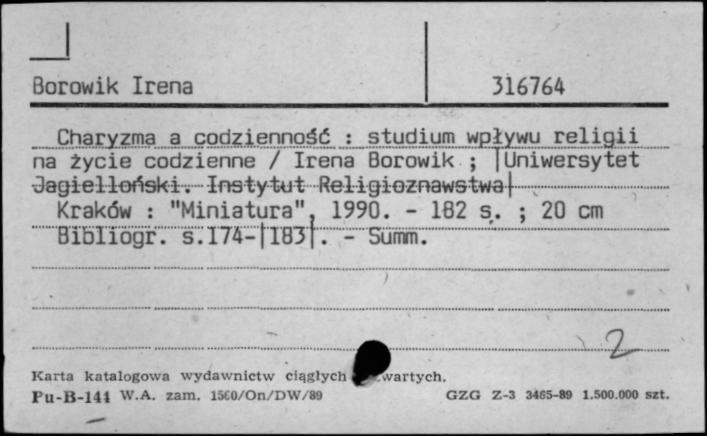 Borowik Irena 316764
Charyzma a codzienność : studium wpływu religii
na życie codzienne / Irena Borowik ; |Uniwersytet
Jagielloński. Instytut Religioznawstwa|
Kraków : "Miniatura", 1990. - 182 s. ; 20 cm
Bibliogr. s.174-|183|. - Summ.
2
Karta katalogowa wydawnictw ciągłych wartych.
Pu-B-144 W.A. zam. 1560/On/DW/89 GZG Z-3 3465-89 1.500.000 szt.